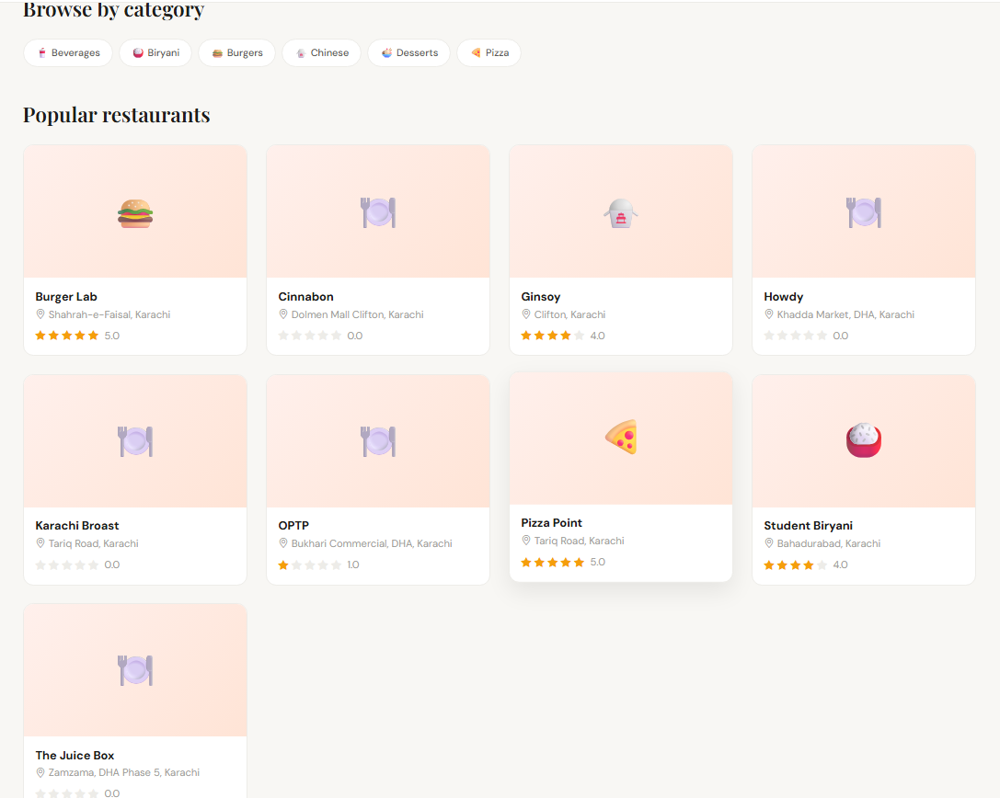 Browse by category
Beverages
Biryani
Burgers
Chinese
Desserts
Pizza
Popular restaurants
Burger Lab
Shahrah-e-Faisal, Karachi
5.0
Cinnabon
Dolmen Mall Clifton, Karachi
0.0
Ginsoy
Clifton, Karachi
4.0
Howdy
Khadda Market, DHA, Karachi
0.0
Karachi Broast
Tariq Road, Karachi
0.0
OPTP
Bukhari Commercial, DHA, Karachi
1.0
Pizza Point
Tariq Road, Karachi
5.0
Student Biryani
Bahadurabad, Karachi
4.0
The Juice Box
Zamzama, DHA Phase 5, Karachi
0.0